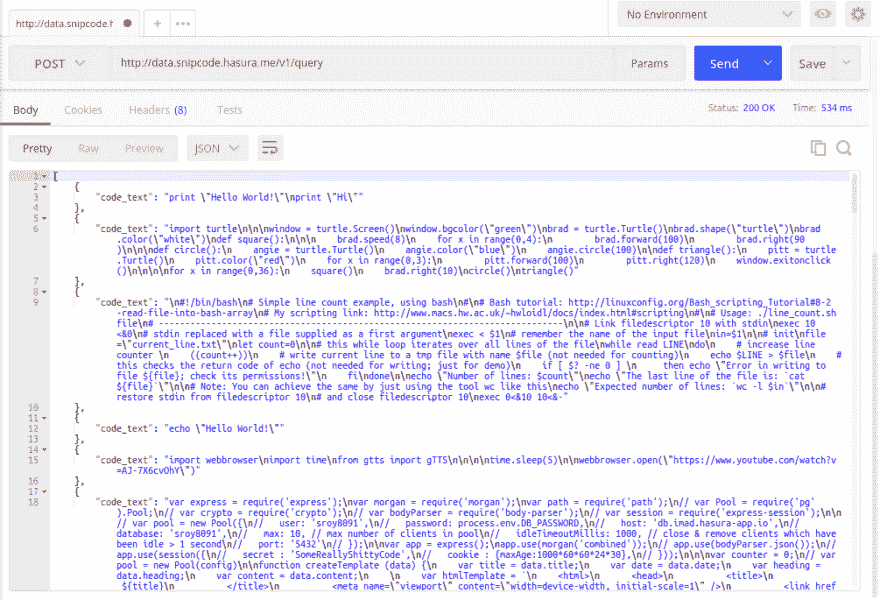 http://data.snipcode.f
No Environment
POST
http://data.snipcode.hasura.me/v1/query
Params
Send
Save
Body
Cookies
Headers (8)
Tests
Status: 200 OK
Time: 534 ms
Pretty
Raw
Preview
JSON
1 [
2 {
3 "code_text": "print \"Hello World!\"\nprint \"Hi\""
4 },
5 {
6 "code_text": "import turtle\n\n\nwindow = turtle.Screen()\nwindow.bgcolor(\"green\")\nbrad = turtle.Turtle()\nbrad.shape(\"turtle\")\nbrad
.color(\"white\")\ndef square():\n\n\n    brad.speed(8)\n    for x in range(0,4):\n        brad.forward(100)\n        brad.right(90
)\n\n\n\ndef circle():\n    angie = turtle.Turtle()\n    angie.color(\"blue\")\n    angie.circle(100)\n\ndef triangle():\n    pitt = turtle
.Turtle()\n    pitt.color(\"red\")\n    for x in range(0,3):\n        pitt.forward(100)\n        pitt.right(120)\n    window.exitonclick
()\n\n\n\nfor x in range(0,36):\n    square()\n    brad.right(10)\ncircle()\ntriangle()"
7 },
8 {
9 "code_text": "\n#!/bin/bash\n# Simple line count example, using bash\n#\n# Bash tutorial: http://linuxconfig.org/Bash_scripting_Tutorial#8-2
-read-file-into-bash-array\n# My scripting link: http://www.macs.hw.ac.uk/~hwloidl/docs/index.html#scripting\n#\n# Usage: ./line_count.sh
file\n# -----------------------------------------------------------------------------\n\n# Link filedescriptor 10 with stdin\nexec 10
<&0\n# stdin replaced with a file supplied as a first argument\nexec < $1\n# remember the name of the input file\nin=$1\n\n# init\nfile
=\"current_line.txt\"\nlet count=0\n\n# this while loop iterates over all lines of the file\nwhile read LINE\ndo\n    # increase line
counter \n    ((count++))\n    # write current line to a tmp file with name $file (not needed for counting)\n    echo $LINE > $file\n    #
this checks the return code of echo (not needed for writing; just for demo)\n    if [ $? -ne 0 ] \n     then echo \"Error in writing to
file ${file}; check its permissions!\"\n    fi\ndone\n\necho \"Number of lines: $count\"\necho \"The last line of the file is: `cat
${file}`\"\n\n# Note: You can achieve the same by just using the tool wc like this\necho \"Expected number of lines: `wc -l $in`\"\n\n#
restore stdin from filedescriptor 10\n# and close filedescriptor 10\nexec 0<&10 10<&-"
10 },
11 {
12 "code_text": "echo \"Hello World!\""
13 },
14 {
15 "code_text": "import webbrowser\nimport time\nfrom gtts import gTTS\n\n\n\ntime.sleep(5)\n\nwebbrowser.open(\"https://www.youtube.com/watch?v
=AJ-7X6cvOhY\")"
16 },
17 {
18 "code_text": "var express = require('express');\nvar morgan = require('morgan');\nvar path = require('path');\n// var Pool = require('pg'
).Pool;\n// var crypto = require('crypto');\n// var bodyParser = require('body-parser');\n// var session = require('express-session');\n\n
// var pool = new Pool({\n//   user: 'sroy8091',\n//   password: process.env.DB_PASSWORD,\n//   host: 'db.imad.hasura-app.io',\n//
database: 'sroy8091',\n//   max: 10, // max number of clients in pool\n//   idleTimeoutMillis: 1000, // close & remove clients which have
been idle > 1 second\n//   port: '5432'\n// });\n\nvar app = express();\napp.use(morgan('combined'));\n// app.use(bodyParser.json());\n//
app.use(session({\n//   secret : 'SomeReallyShittyCode',\n//   cookie : {maxAge:1000*60*60*24*30},\n// }));\n\n\nvar counter = 0;\n// var
pool = new Pool(config)\n\nfunction createTemplate (data) {\n    var title = data.title;\n    var date = data.date;\n    var heading =
data.heading;\n    var content = data.content;\n    \n    var htmlTemplate = `\n    <html>\n        <head>\n            <title>\n
${title}\n            </title>\n            <meta name=\"viewport\" content=\"width=device-width, initial-scale=1\" />\n            <link href